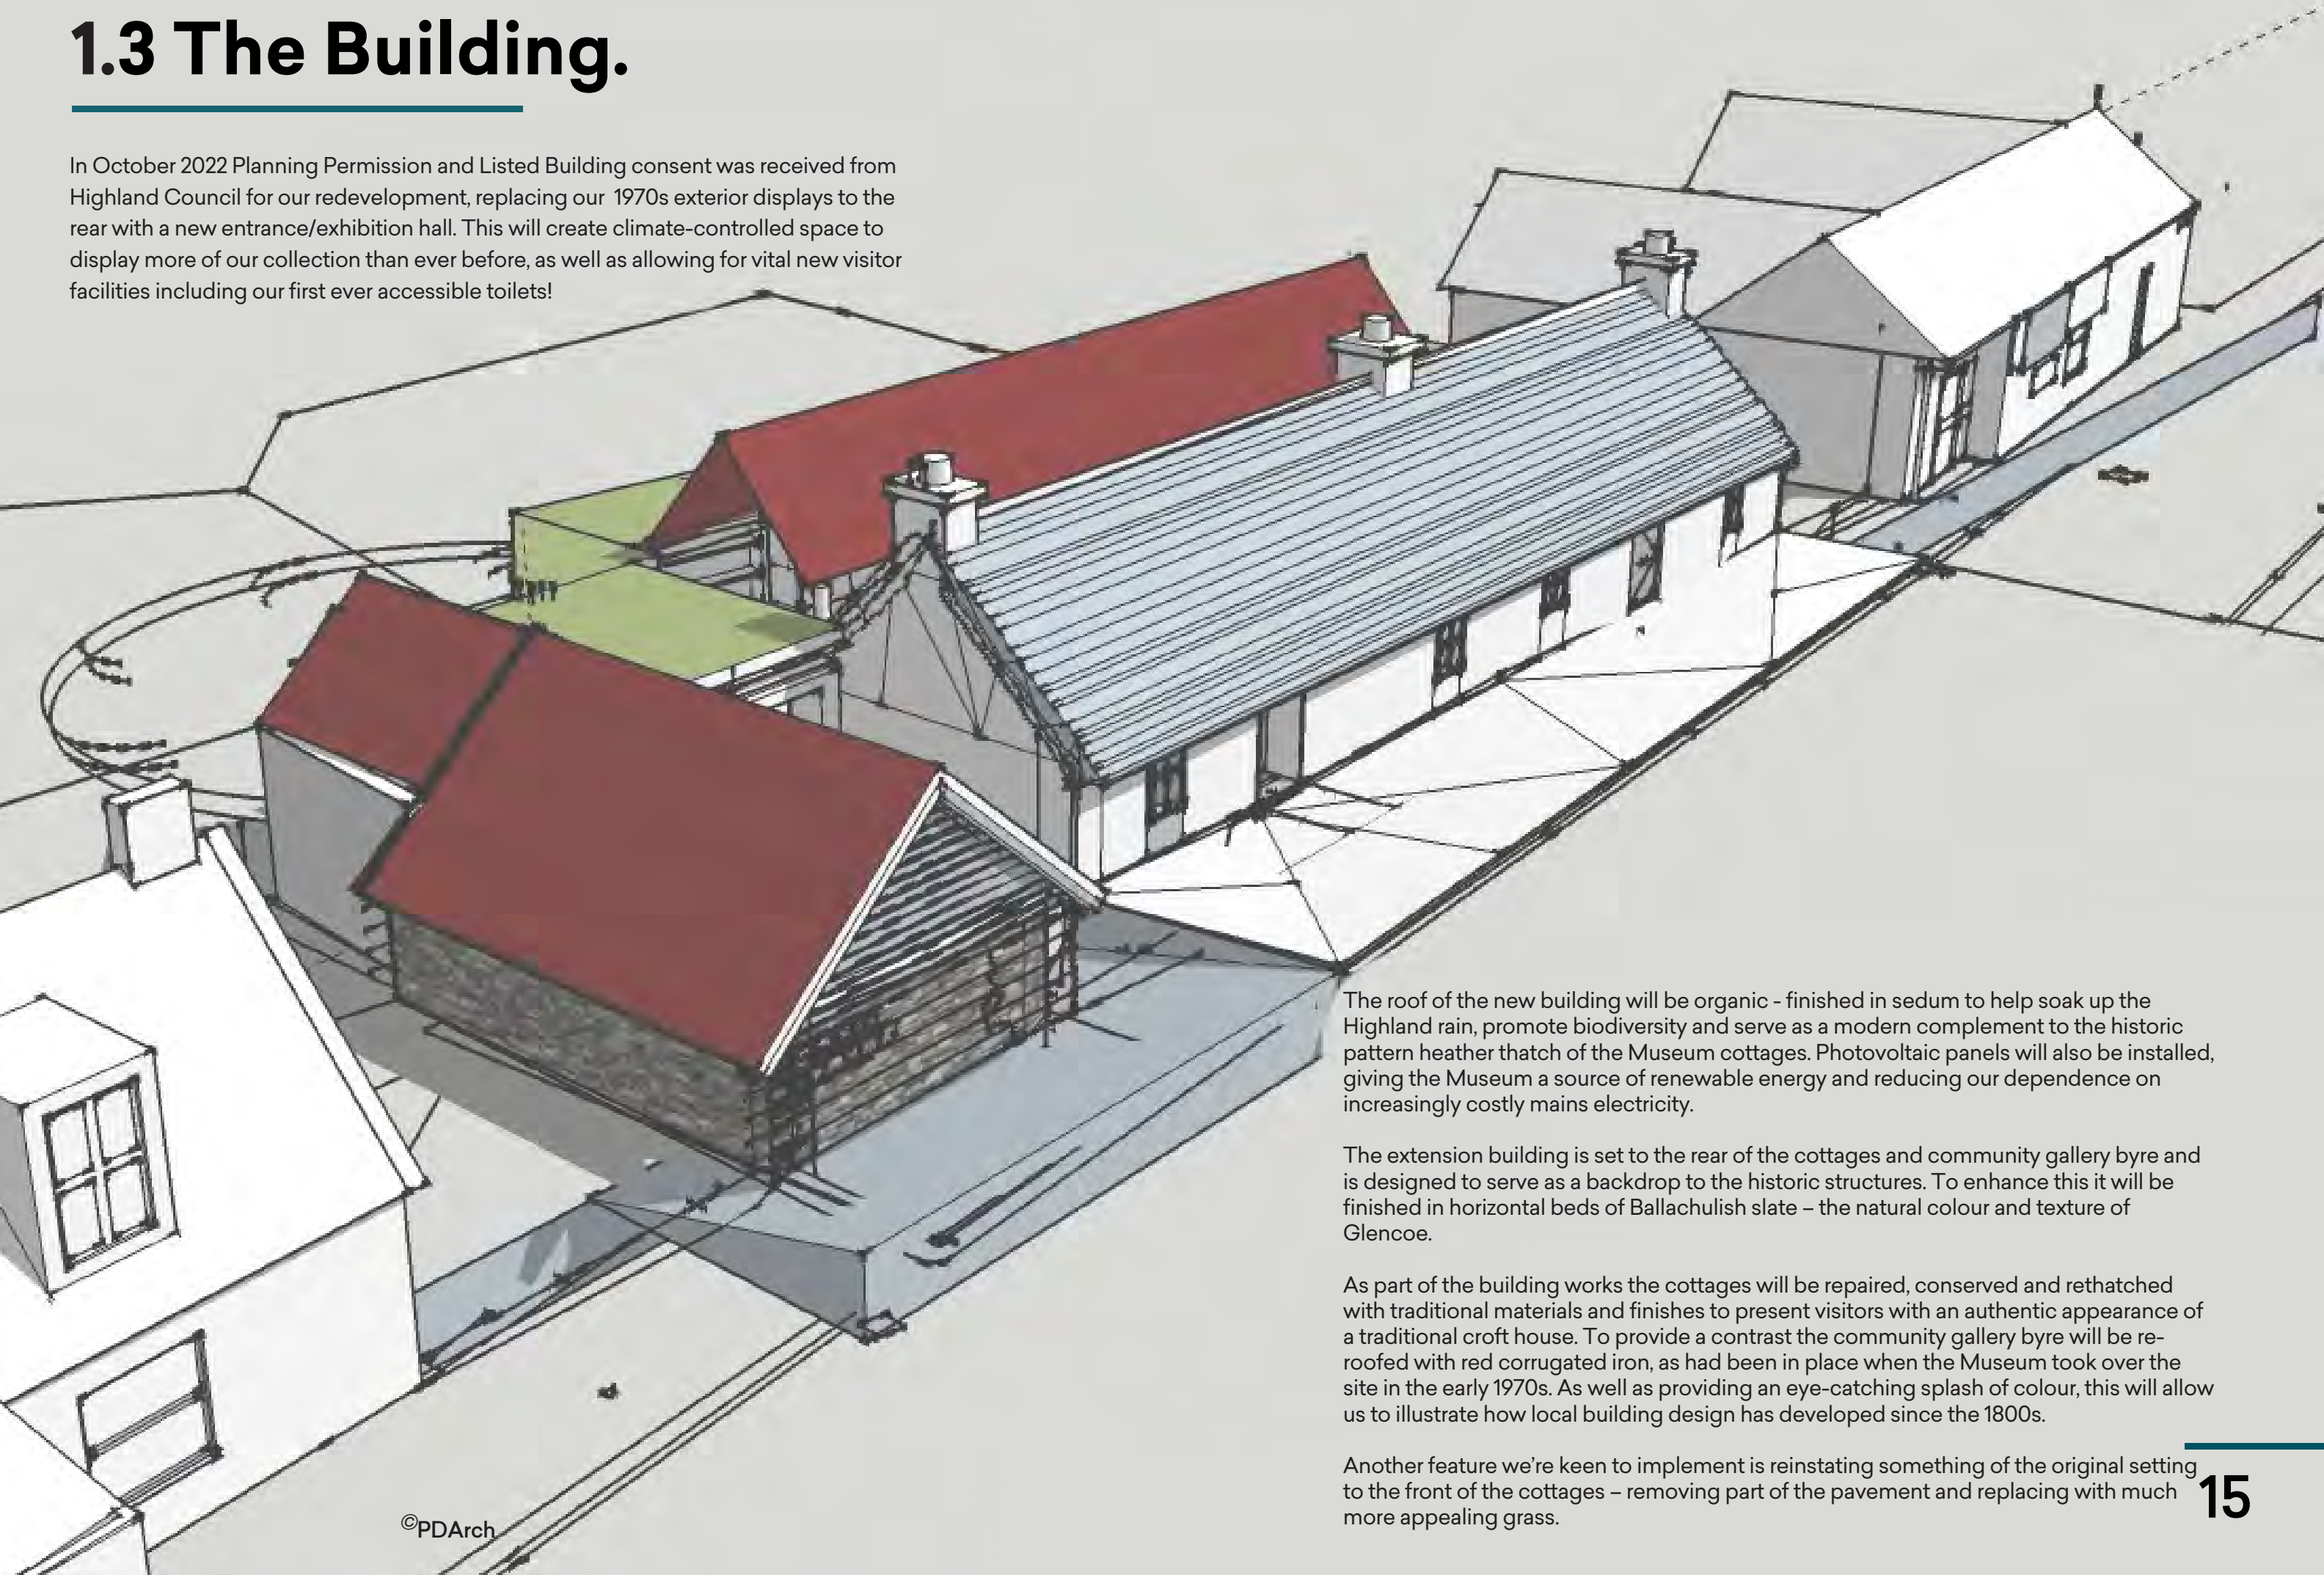 1.3 The Building.
In October 2022 Planning Permission and Listed Building consent was received from
Highland Council for our redevelopment, replacing our 1970s exterior displays to the
rear with a new entrance/exhibition hall. This will create climate-controlled space to
display more of our collection than ever before, as well as allowing for vital new visitor
facilities including our first ever accessible toilets!
The roof of the new building will be organic - finished in sedum to help soak up the
Highland rain, promote biodiversity and serve as a modern complement to the historic
pattern heather thatch of the Museum cottages. Photovoltaic panels will also be installed,
giving the Museum a source of renewable energy and reducing our dependence on
increasingly costly mains electricity.
The extension building is set to the rear of the cottages and community gallery byre and
is designed to serve as a backdrop to the historic structures. To enhance this it will be
finished in horizontal beds of Ballachulish slate – the natural colour and texture of
Glencoe.
As part of the building works the cottages will be repaired, conserved and rethatched
with traditional materials and finishes to present visitors with an authentic appearance of
a traditional croft house. To provide a contrast the community gallery byre will be re-
roofed with red corrugated iron, as had been in place when the Museum took over the
site in the early 1970s. As well as providing an eye-catching splash of colour, this will allow
us to illustrate how local building design has developed since the 1800s.
Another feature we’re keen to implement is reinstating something of the original setting
to the front of the cottages – removing part of the pavement and replacing with much
more appealing grass.
15
©PDArch